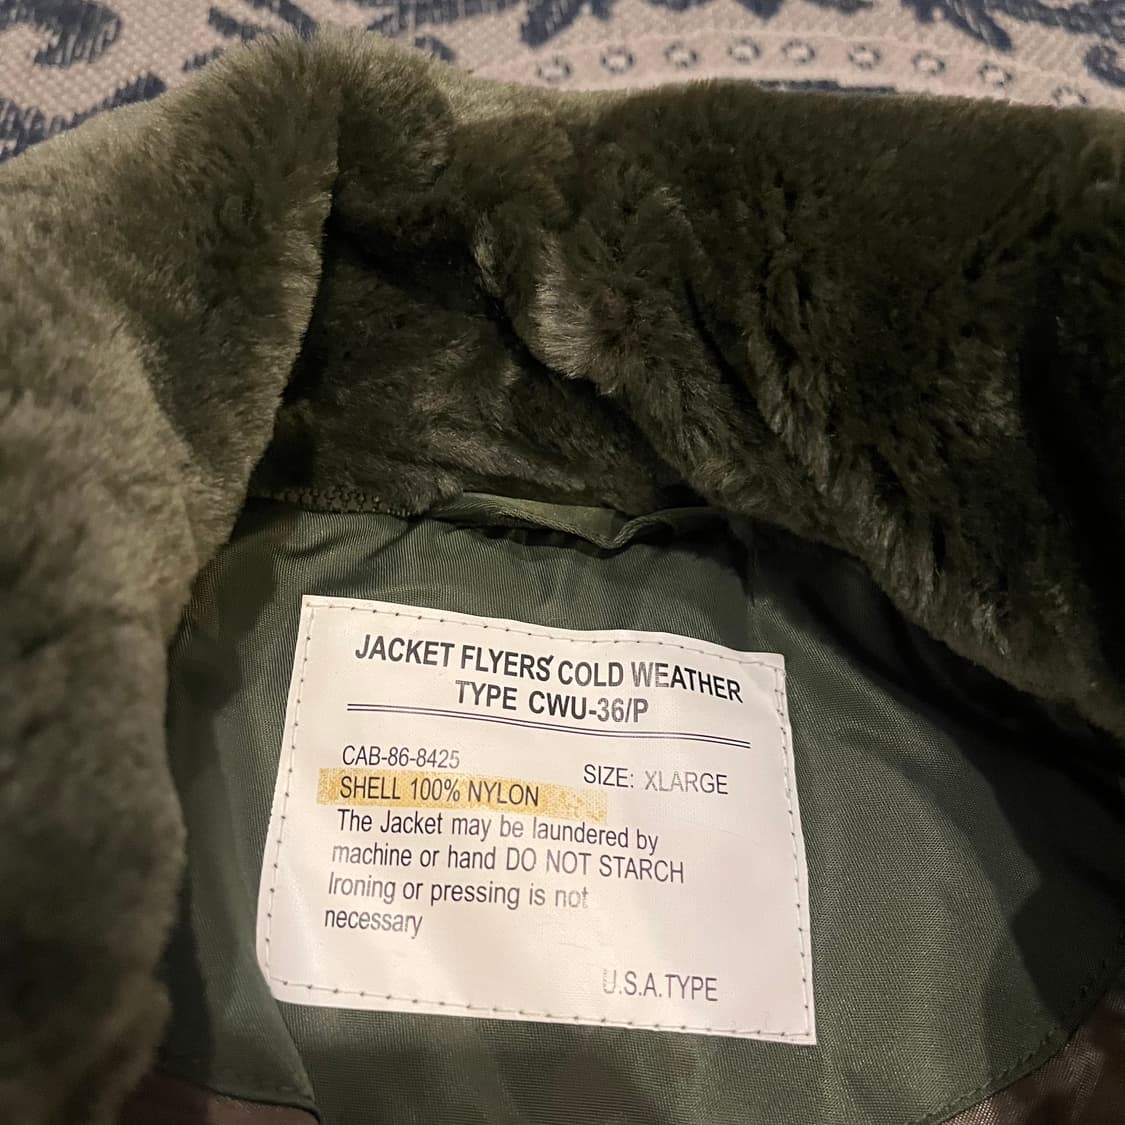 JACKET FLYERS' COLD WEATHER
TYPE CWU-36/P
CAB-86-8425
SIZE: XLARGE
SHELL 100% NYLON
The Jacket may be laundered by
machine or hand DO NOT STARCH
Ironing or pressing is not
necessary
U.S.A.TYPE